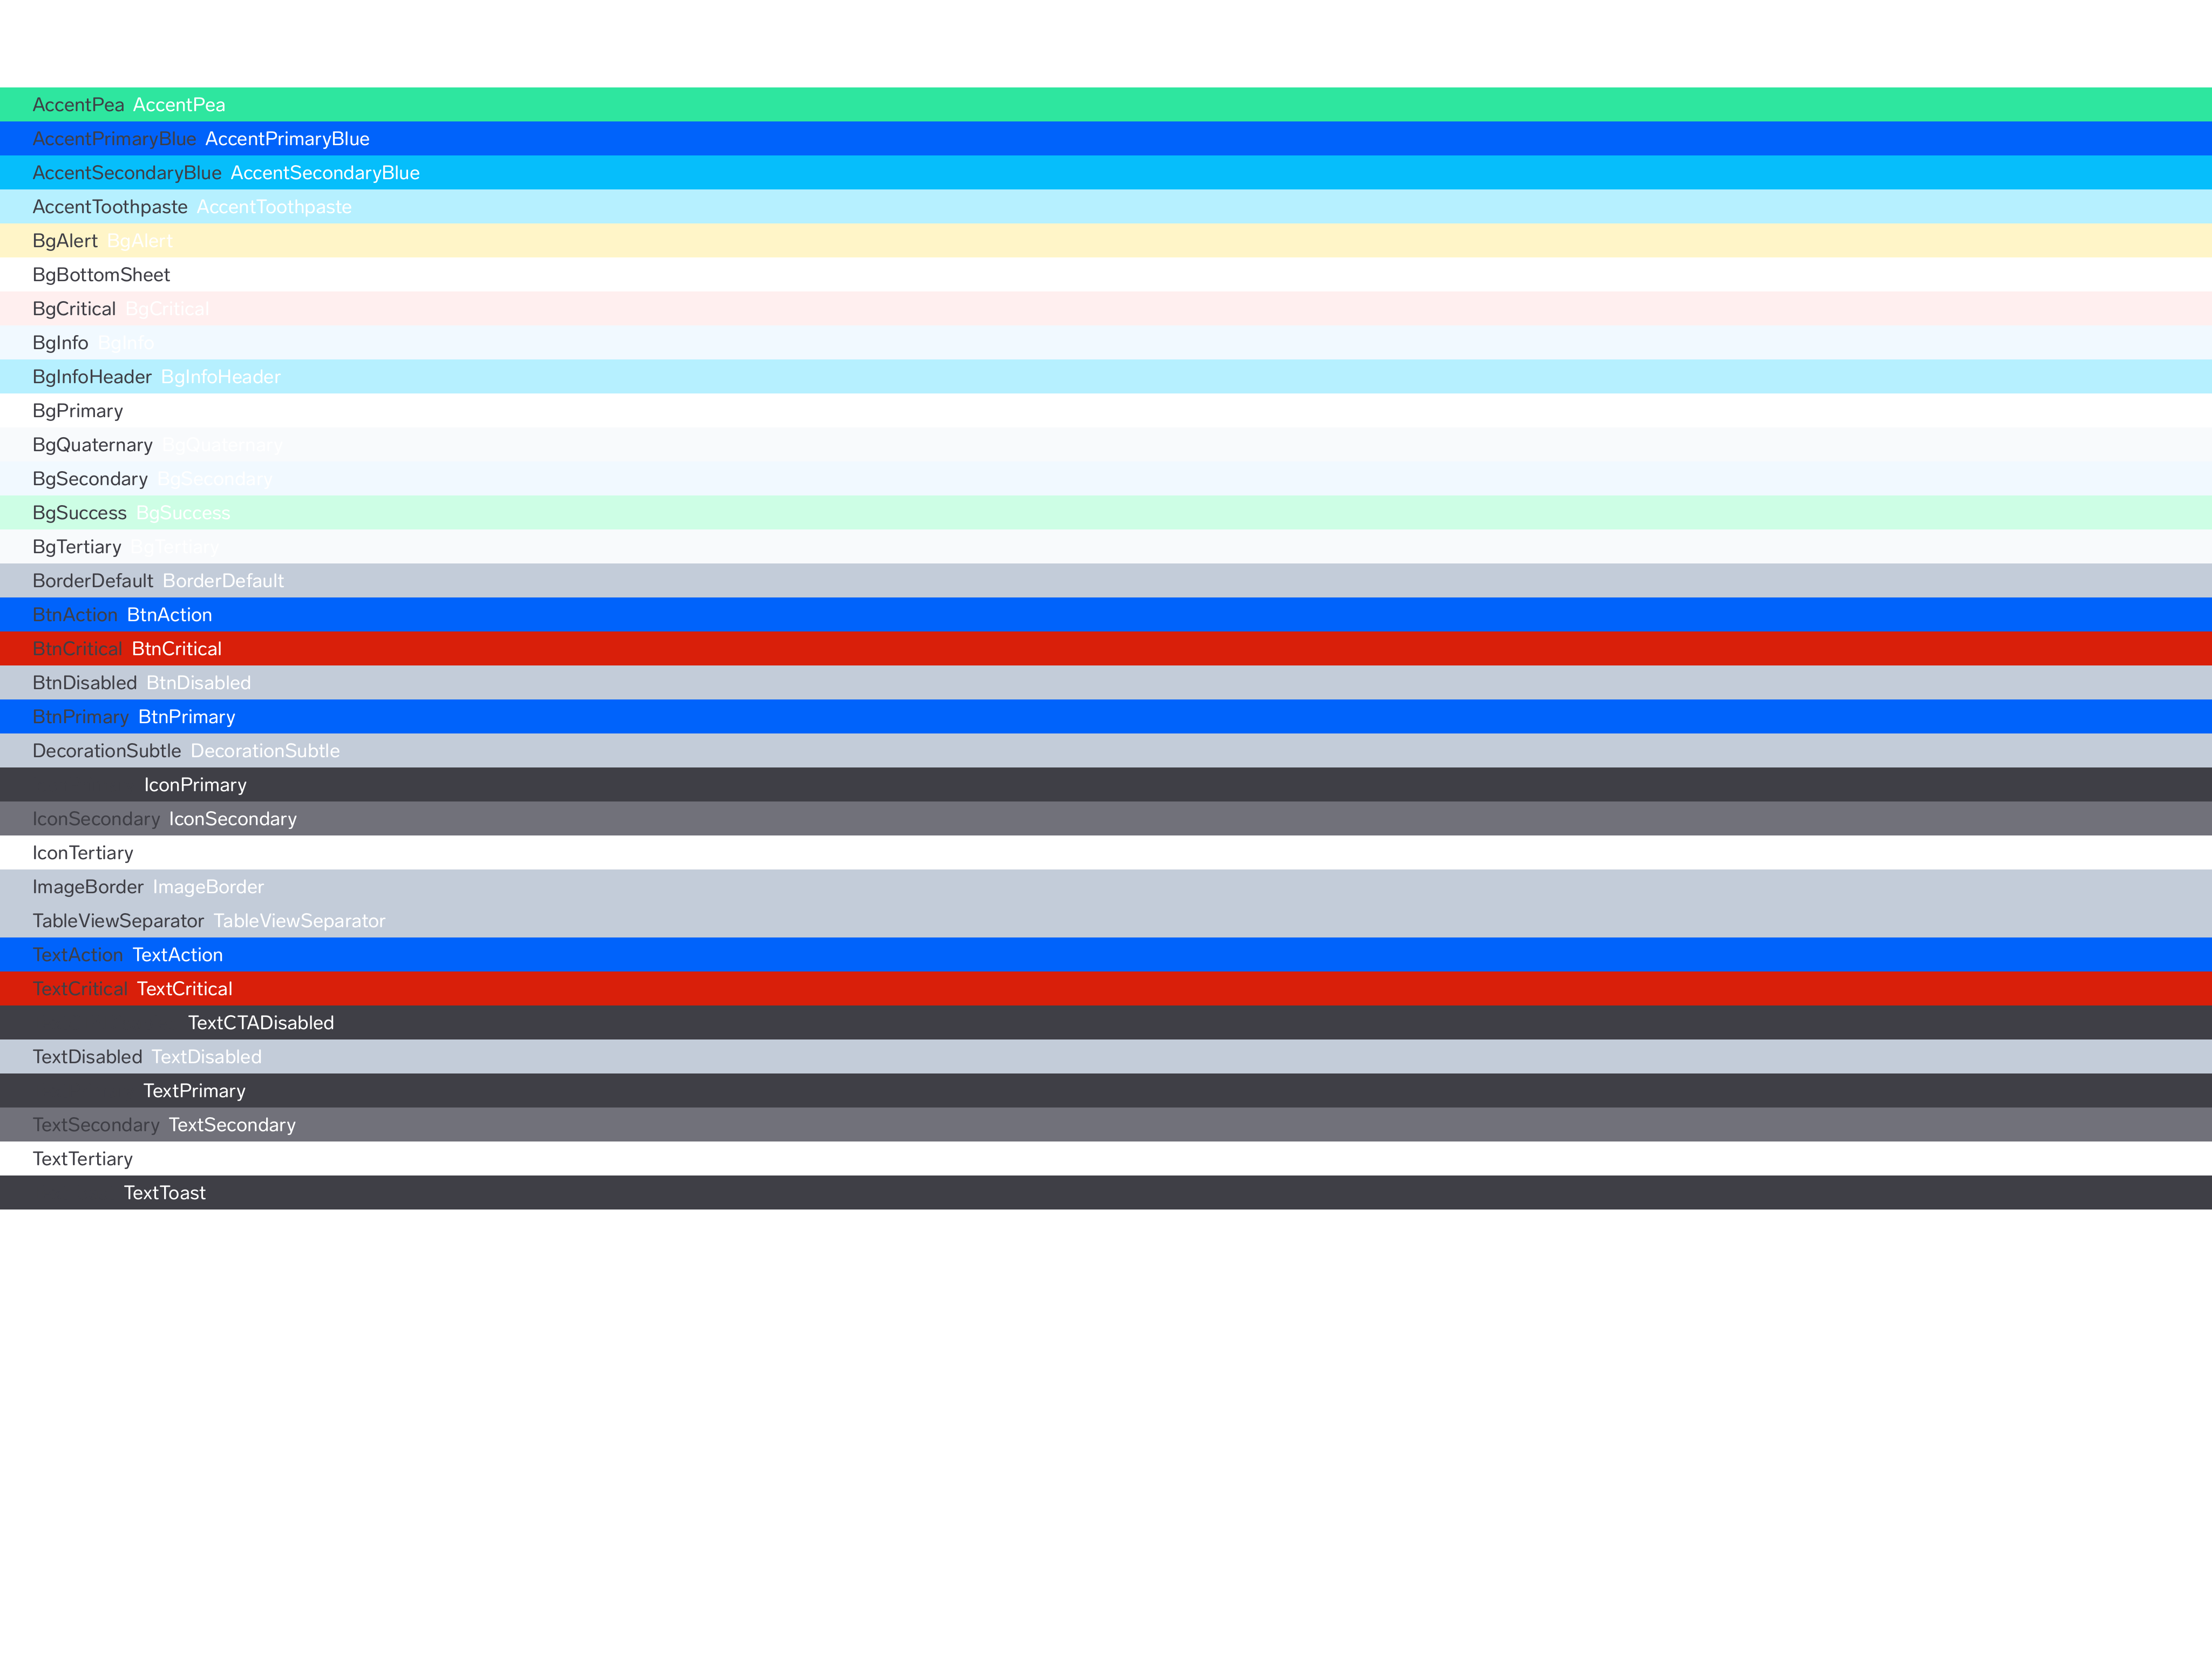 AccentPea AccentPea
AccentPrimaryBlue AccentPrimaryBlue
AccentSecondaryBlue AccentSecondaryBlue
AccentToothpaste AccentToothpaste
BgAlert BgAlert
BgBottomSheet
BgCritical BgCritical
BgInfo BgInfo
BgInfoHeader BgInfoHeader
BgPrimary
BgQuaternary BgQuaternary
BgSecondary BgSecondary
BgSuccess BgSuccess
BgTertiary BgTertiary
BorderDefault BorderDefault
BtnAction BtnAction
BtnCritical BtnCritical
BtnDisabled BtnDisabled
BtnPrimary BtnPrimary
DecorationSubtle DecorationSubtle
IconPrimary
IconSecondary IconSecondary
IconTertiary
ImageBorder ImageBorder
TableViewSeparator TableViewSeparator
TextAction TextAction
TextCritical TextCritical
TextCTADisabled
TextDisabled TextDisabled
TextPrimary
TextSecondary TextSecondary
TextTertiary
TextToast